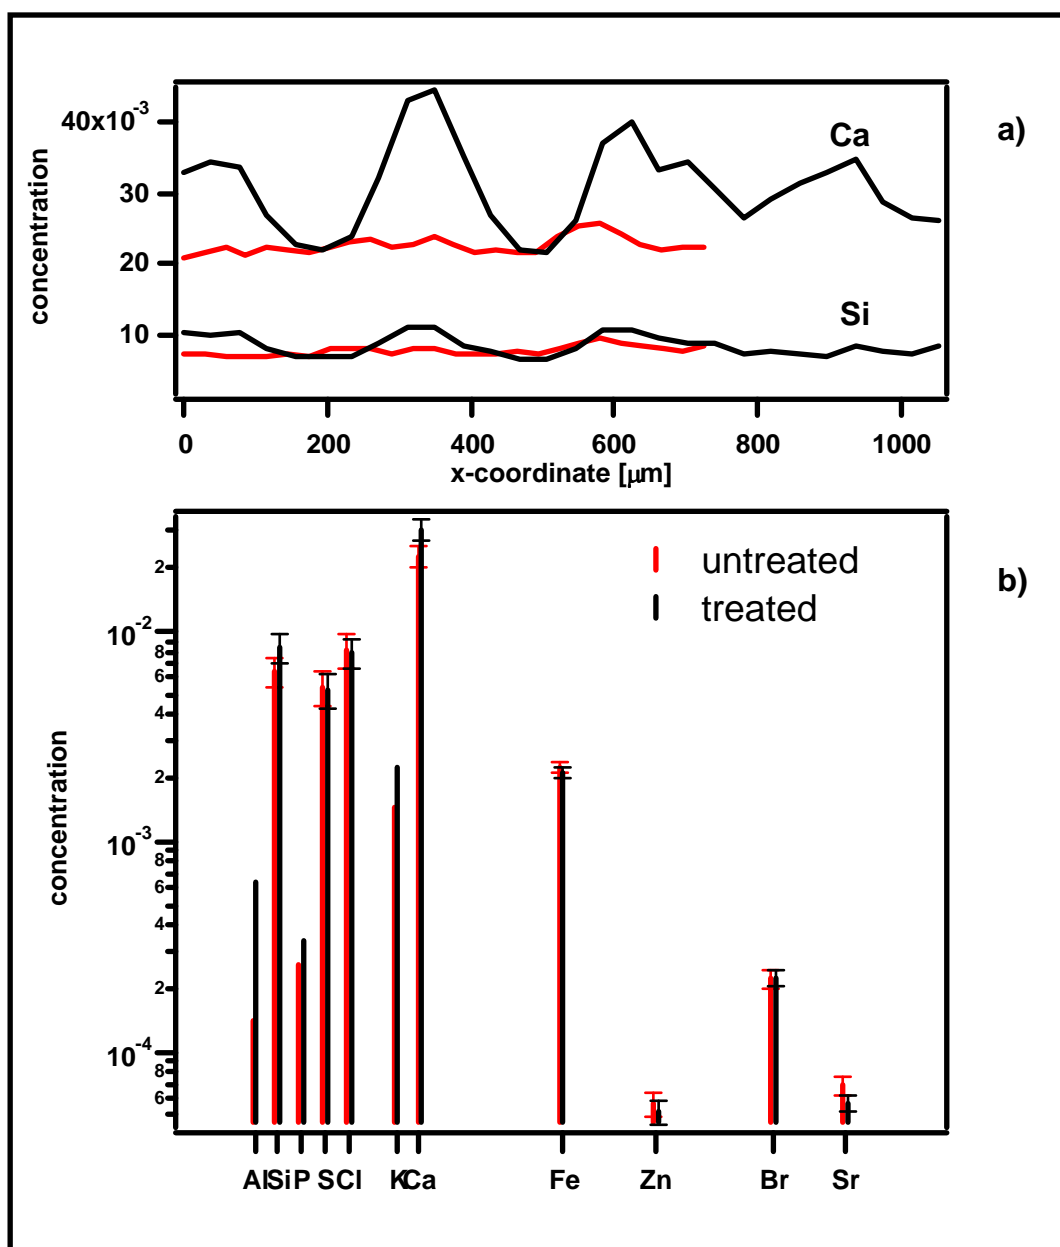 a)
40x10⁻³
30
20
10
concentration
Ca
Si
0 200 400 600 800 1000
x-coordinate [μm]
b)
untreated
treated
2
10⁻²
8
6
4
2
10⁻³
8
6
4
2
10⁻⁴
8
6
concentration
Al Si P S Cl K Ca Fe Zn Br Sr